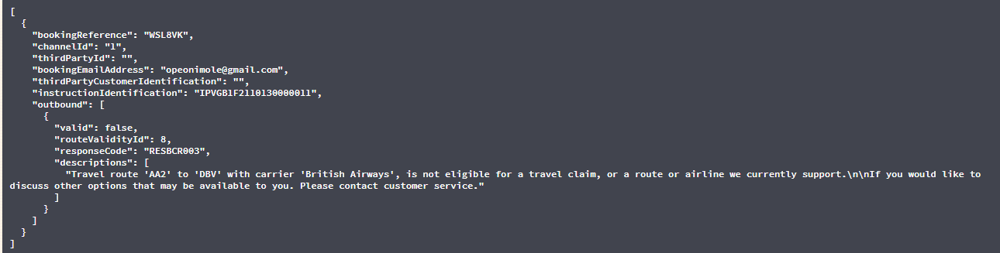 [
  {
    "bookingReference": "WSL8VK",
    "channelId": "1",
    "thirdPartyId": "",
    "bookingEmailAddress": "opeonimole@gmail.com",
    "thirdPartyCustomerIdentification": "",
    "instructionIdentification": "IPVGB1F2110130000011",
    "outbound": [
      {
        "valid": false,
        "routeValidityId": 8,
        "responseCode": "RESBCR003",
        "descriptions": [
          "Travel route 'AA2' to 'DBV' with carrier 'British Airways', is not eligible for a travel claim, or a route or airline we currently support.\n\nIf you would like to
discuss other options that may be available to you. Please contact customer service."
        ]
      }
    ]
  }
]